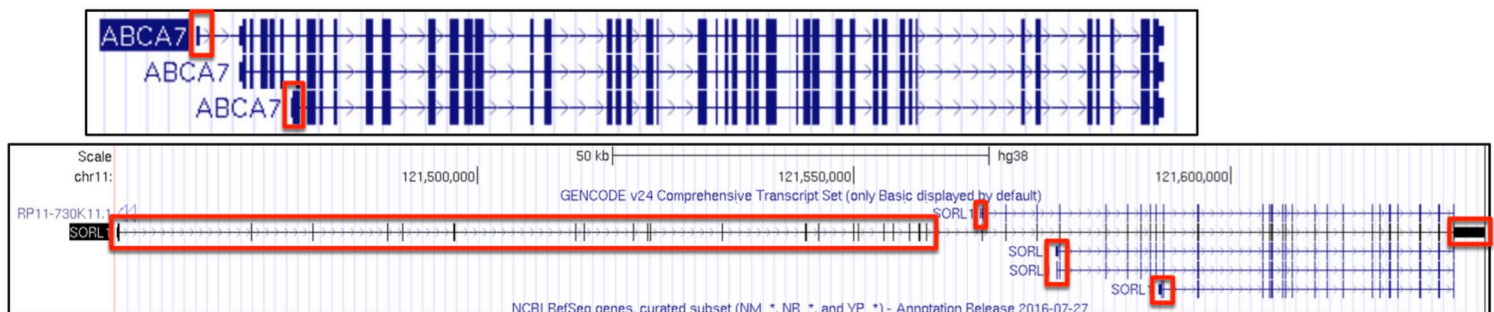 ABCA7
ABCA7
ABCA7
Scale 50 kb hg38
chr11: 121,500,000 121,550,000 121,600,000
GENCODE v24 Comprehensive Transcript Set (only Basic displayed by default)
RP11-730K11.1 SORL1
SORL1
SORL
SORL
SORL1
NCBI RefSeq genes, curated subset (NM_*, NR_*, and YP_*) - Annotation Release 2016-07-27